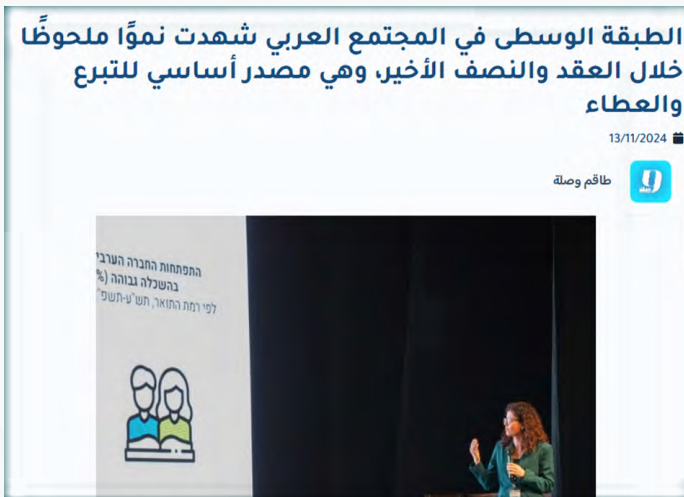 الطبقة الوسطى في المجتمع العربي شهدت نموًا ملحوظًا
خلال العقد والنصف الأخير، وهي مصدر أساسي للتبرع
والعطاء
13/11/2024
طاقم وصلة
התפתחות החברה הערבי
בהשכלה גבוהה (%
לפי רמת התואר, תש"ע-תשפ"